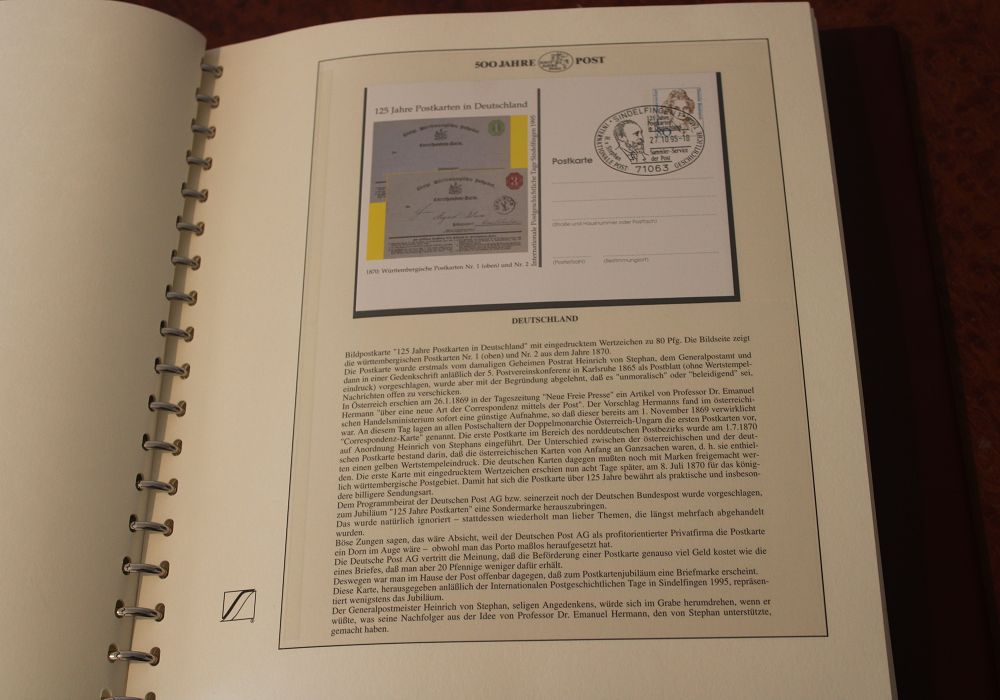 500 JAHRE POST
125 Jahre Postkarten in Deutschland
1
3
Internationale Postgeschichtliche Tage Sindelfingen 1995
1870: Württembergische Postkarten Nr. 1 (oben) und Nr. 2
SINDELFINGEN
INTERNATIONALE POSTGESCHICHTLICHE
H. v. Stephan
125 Jahre
Postkarten
27.10.95-18
Sammler-Service
der Post
71063
Postkarte
(Straße und Hausnummer oder Postfach)
(Postleitzahl) (Bestimmungsort)
DEUTSCHLAND
Bildpostkarte "125 Jahre Postkarten in Deutschland" mit eingedrucktem Wertzeichen zu 80 Pfg. Die Bildseite zeigt
die württembergischen Postkarten Nr. 1 (oben) und Nr. 2 aus dem Jahre 1870.
Die Postkarte wurde erstmals vom damaligen Geheimen Postrat Heinrich von Stephan, dem Generalpostamt und
dann in einer Gedenkschrift anläßlich der 5. Postvereinskonferenz in Karlsruhe 1865 als Postblatt (ohne Wertstempel-
eindruck) vorgeschlagen, wurde aber mit der Begründung abgelehnt, daß es "unmoralisch" oder "beleidigend" sei,
Nachrichten offen zu verschicken.
In Österreich erschien am 26.1.1869 in der Tageszeitung "Neue Freie Presse" ein Artikel von Professor Dr. Emanuel
Hermann "über eine neue Art der Correspondenz mittels der Post". Der Vorschlag Hermanns fand im österreichi-
schen Handelsministerium sofort eine günstige Aufnahme, so daß dieser bereits am 1. November 1869 verwirklicht
war. An diesem Tag lagen an allen Postschaltern der Doppelmonarchie Österreich-Ungarn die ersten Postkarten vor,
"Correspondenz-Karte" genannt. Die erste Postkarte im Bereich des norddeutschen Postbezirks wurde am 1.7.1870
auf Anordnung Heinrich von Stephans eingeführt. Der Unterschied zwischen der österreichischen und der deut-
schen Postkarte bestand darin, daß die österreichischen Karten von Anfang an Ganzsachen waren, d. h. sie enthiel-
ten einen gelben Wertstempeleindruck. Die deutschen Karten dagegen mußten noch mit Marken freigemacht wer-
den. Die erste Karte mit eingedrucktem Wertzeichen erschien nun acht Tage später, am 8. Juli 1870 für das könig-
lich württembergische Postgebiet. Damit hat sich die Postkarte über 125 Jahre bewährt als praktische und insbeson-
dere billigere Sendungsart.
Dem Programmbeirat der Deutschen Post AG bzw. seinerzeit noch der Deutschen Bundespost wurde vorgeschlagen,
zum Jubiläum "125 Jahre Postkarten" eine Sondermarke herauszubringen.
Das wurde natürlich ignoriert – stattdessen wiederholt man lieber Themen, die längst mehrfach abgehandelt
wurden.
Böse Zungen sagen, das wäre Absicht, weil der Deutschen Post AG als profitorientierter Privatfirma die Postkarte
ein Dorn im Auge wäre – obwohl man das Porto maßlos heraufgesetzt hat.
Die Deutsche Post AG vertritt die Meinung, daß die Beförderung einer Postkarte genauso viel Geld kostet wie die
eines Briefes, daß man aber 20 Pfennige weniger dafür erhält.
Deswegen war man im Hause der Post offenbar dagegen, daß zum Postkartenjubiläum eine Briefmarke erscheint.
Diese Karte, herausgegeben anläßlich der Internationalen Postgeschichtlichen Tage in Sindelfingen 1995, repräsen-
tiert wenigstens das Jubiläum.
Der Generalpostmeister Heinrich von Stephan, seligen Angedenkens, würde sich im Grabe herumdrehen, wenn er
wüßte, was seine Nachfolger aus der Idee von Professor Dr. Emanuel Hermann, den von Stephan unterstützte,
gemacht haben.